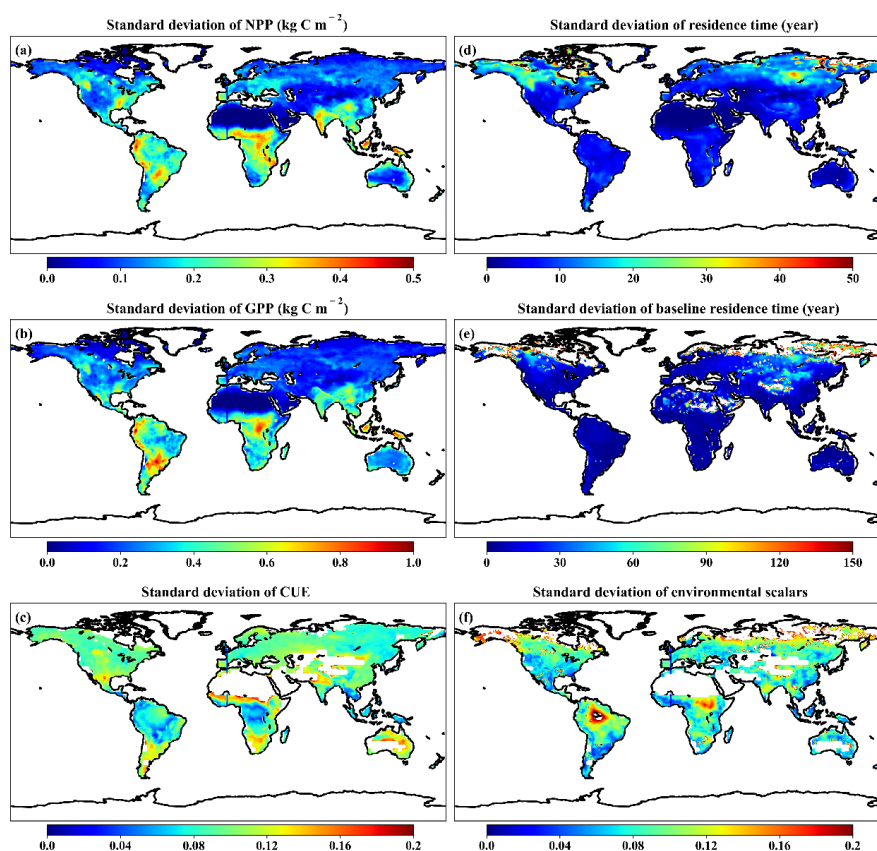 Standard deviation of NPP (kg C m⁻²)
(a)
0.0 0.1 0.2 0.3 0.4 0.5
Standard deviation of residence time (year)
(d)
0 10 20 30 40 50
Standard deviation of GPP (kg C m⁻²)
(b)
0.0 0.2 0.4 0.6 0.8 1.0
Standard deviation of baseline residence time (year)
(e)
0 30 60 90 120 150
Standard deviation of CUE
(c)
0.0 0.04 0.08 0.12 0.16 0.2
Standard deviation of environmental scalars
(f)
0.0 0.04 0.08 0.12 0.16 0.2